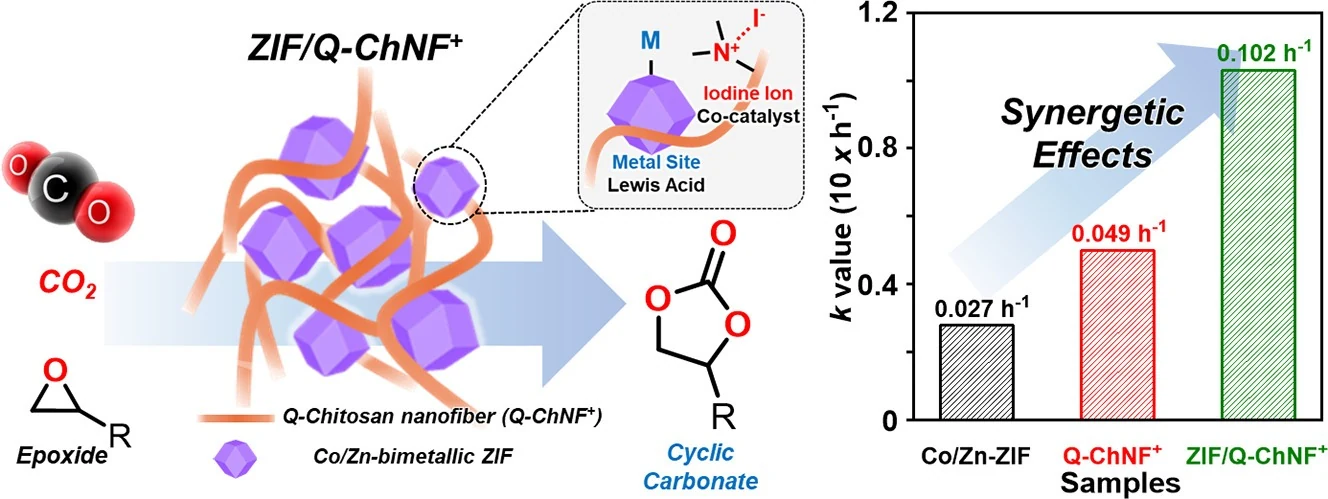 ZIF/Q-ChNF⁺
O
C
O
CO₂
O
R
Epoxide
M
N⁺
I⁻
Iodine Ion
Co-catalyst
Metal Site
Lewis Acid
Q-Chitosan nanofiber (Q-ChNF⁺)
Co/Zn-bimetallic ZIF
O
O
O
R
Cyclic
Carbonate
k value (10 x h⁻¹)
1.2
0.8
0.4
0
Synergetic
Effects
0.027 h⁻¹
0.049 h⁻¹
0.102 h⁻¹
Co/Zn-ZIF
Q-ChNF⁺
ZIF/Q-ChNF⁺
Samples